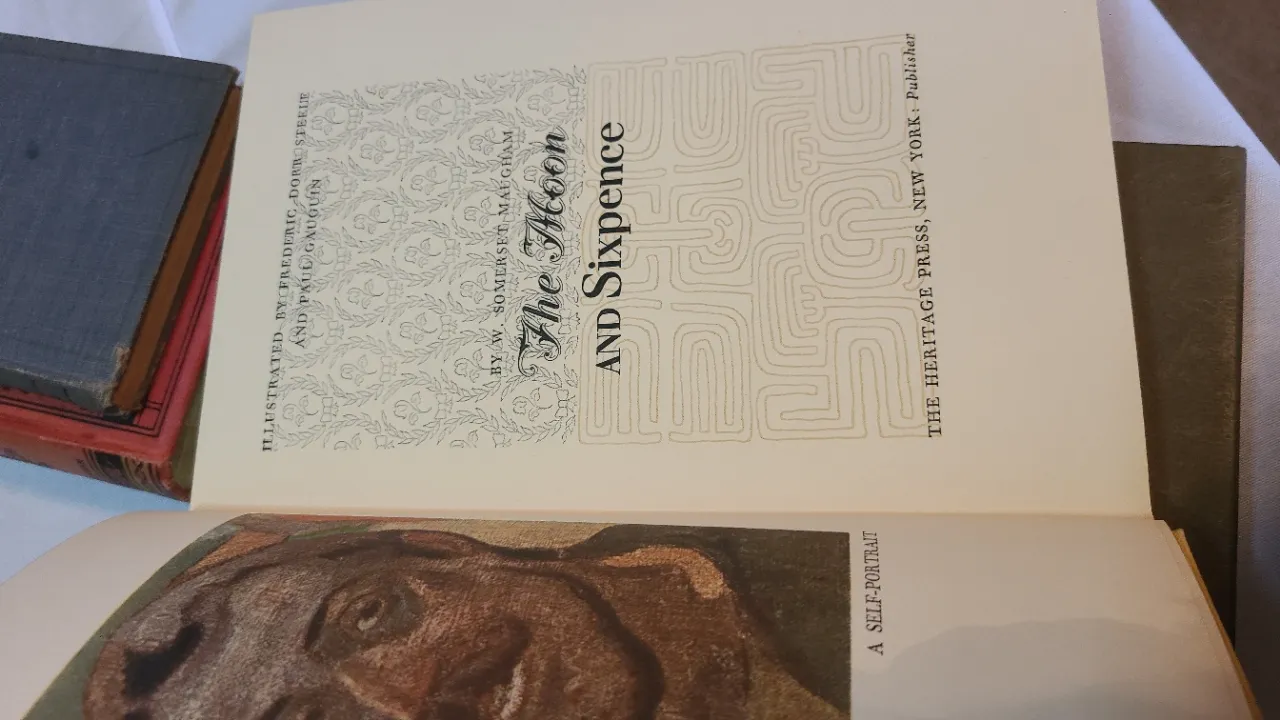 ILLUSTRATED BY FREDERIC DORR STEELE
AND PAUL GAUGUIN
BY W. SOMERSET MAUGHAM
The Moon
AND Sixpence
THE HERITAGE PRESS, NEW YORK: Publisher
A SELF-PORTRAIT